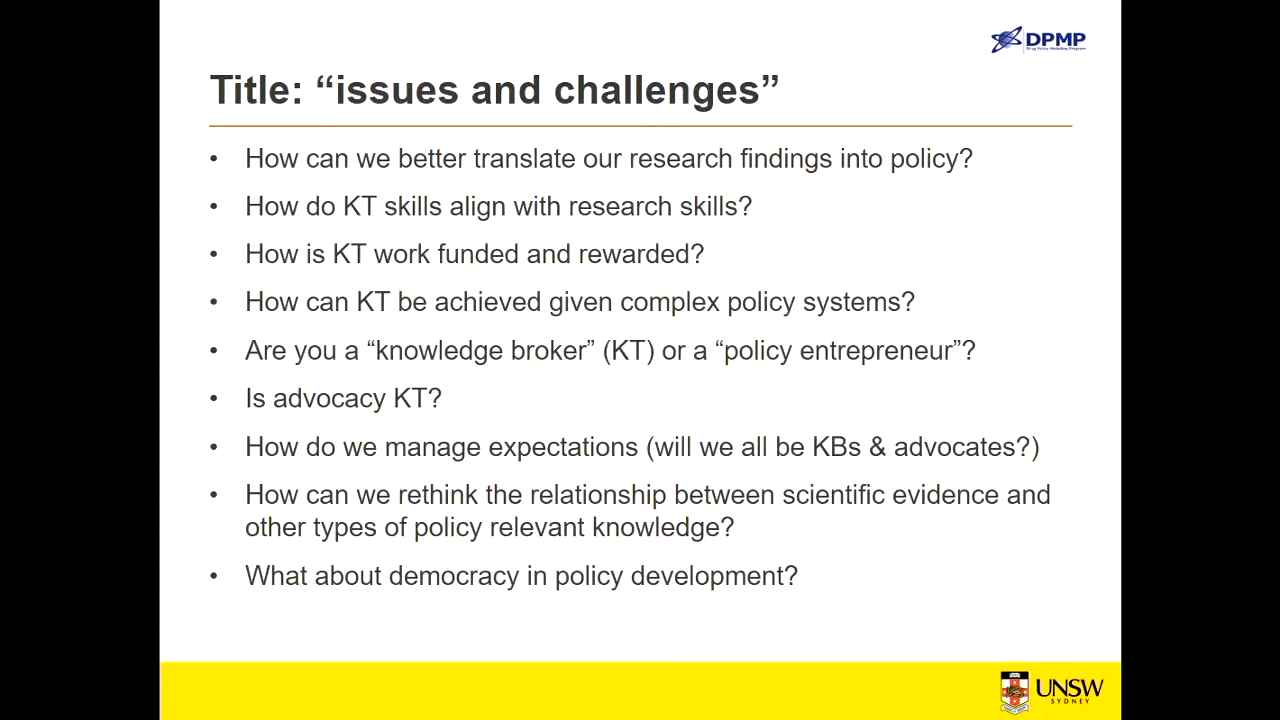 DPMP
Drug Policy Modelling Program
Title: “issues and challenges”
• How can we better translate our research findings into policy?
• How do KT skills align with research skills?
• How is KT work funded and rewarded?
• How can KT be achieved given complex policy systems?
• Are you a “knowledge broker” (KT) or a “policy entrepreneur”?
• Is advocacy KT?
• How do we manage expectations (will we all be KBs & advocates?)
• How can we rethink the relationship between scientific evidence and
other types of policy relevant knowledge?
• What about democracy in policy development?
UNSW
SYDNEY